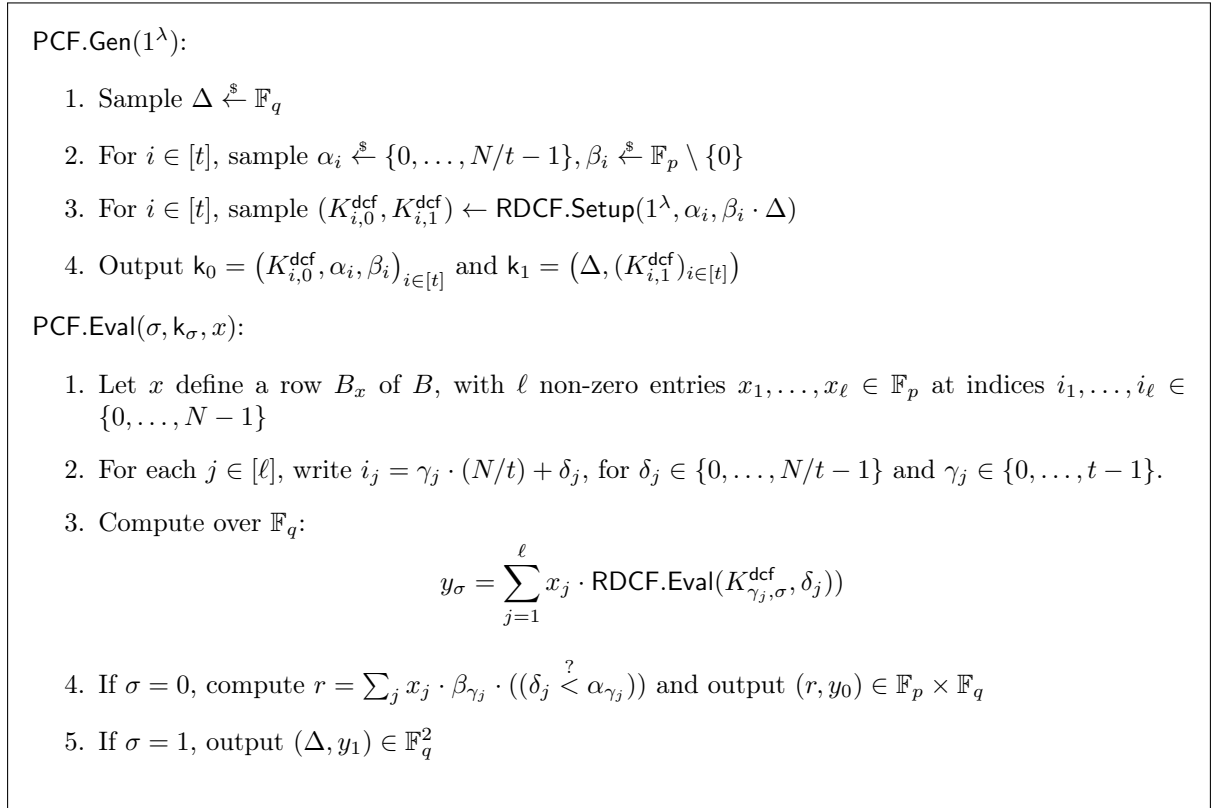 PCF.Gen(1^λ):
1. Sample Δ ←$ 𝔽_q
2. For i ∈ [t], sample α_i ←$ {0, . . . , N/t − 1}, β_i ←$ 𝔽_p \ {0}
3. For i ∈ [t], sample (K^dcf_{i,0}, K^dcf_{i,1}) ← RDCF.Setup(1^λ, α_i, β_i · Δ)
4. Output k_0 = (K^dcf_{i,0}, α_i, β_i)_{i∈[t]} and k_1 = (Δ, (K^dcf_{i,1})_{i∈[t]})
PCF.Eval(σ, k_σ, x):
1. Let x define a row B_x of B, with ℓ non-zero entries x_1, . . . , x_ℓ ∈ 𝔽_p at indices i_1, . . . , i_ℓ ∈
{0, . . . , N − 1}
2. For each j ∈ [ℓ], write i_j = γ_j · (N/t) + δ_j, for δ_j ∈ {0, . . . , N/t − 1} and γ_j ∈ {0, . . . , t − 1}.
3. Compute over 𝔽_q:
y_σ = ∑_{j=1}^{ℓ} x_j · RDCF.Eval(K^dcf_{γ_j,σ}, δ_j))
4. If σ = 0, compute r = ∑_j x_j · β_{γ_j} · ((δ_j <^? α_{γ_j})) and output (r, y_0) ∈ 𝔽_p × 𝔽_q
5. If σ = 1, output (Δ, y_1) ∈ 𝔽_q^2